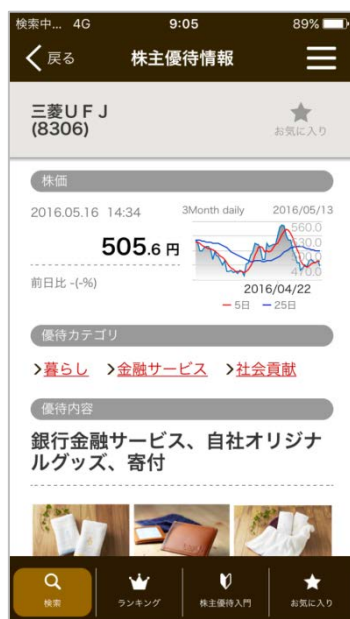 検索中... 4G 9:05 89%
戻る 株主優待情報
三菱UFJ
(8306)
お気に入り
株価
2016.05.16 14:34
3Month daily 2016/05/13
560.0
530.0
505.6 円
410.0
前日比 -(-%)
2016/04/22
5日 25日
優待カテゴリ
>暮らし >金融サービス >社会貢献
優待内容
銀行金融サービス、自社オリジナ
ルグッズ、寄付
検索 ランキング 株主優待入門 お気に入り